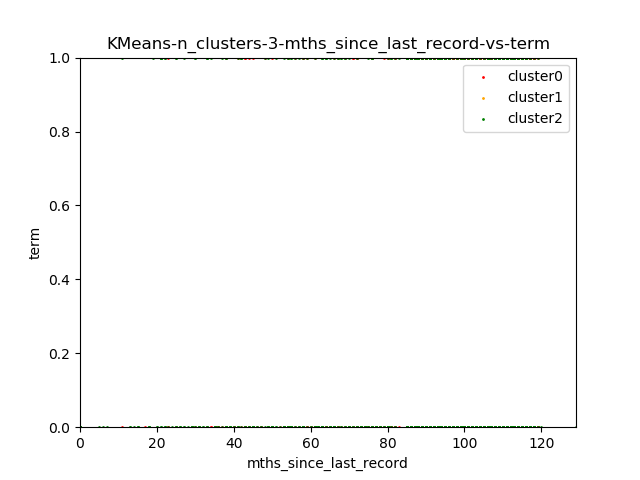 KMeans-n_clusters-3-mths_since_last_record-vs-term
1.0
cluster0
cluster1
cluster2
0.8
0.6
term
0.4
0.2
0.0
0 20 40 60 80 100 120
mths_since_last_record